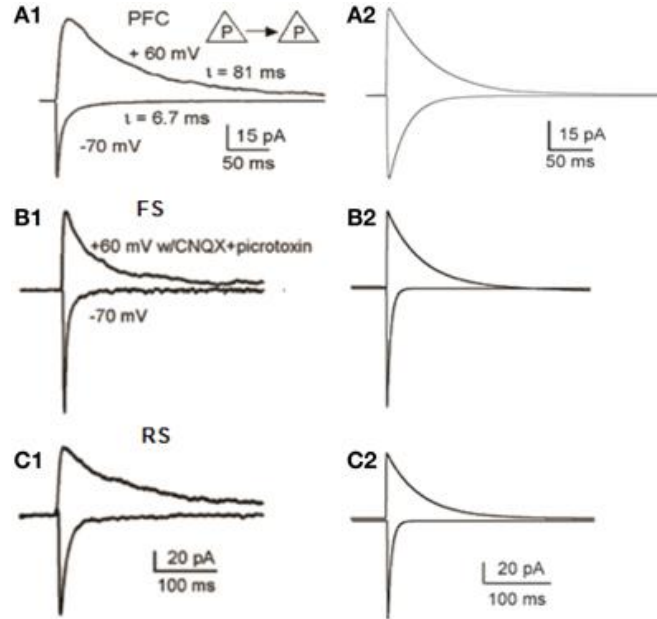 A1
PFC
P
P
+ 60 mV
ι = 81 ms
ι = 6.7 ms
-70 mV
15 pA
50 ms
A2
15 pA
50 ms
B1
FS
+60 mV w/CNQX+picrotoxin
-70 mV
B2
C1
RS
20 pA
100 ms
C2
20 pA
100 ms